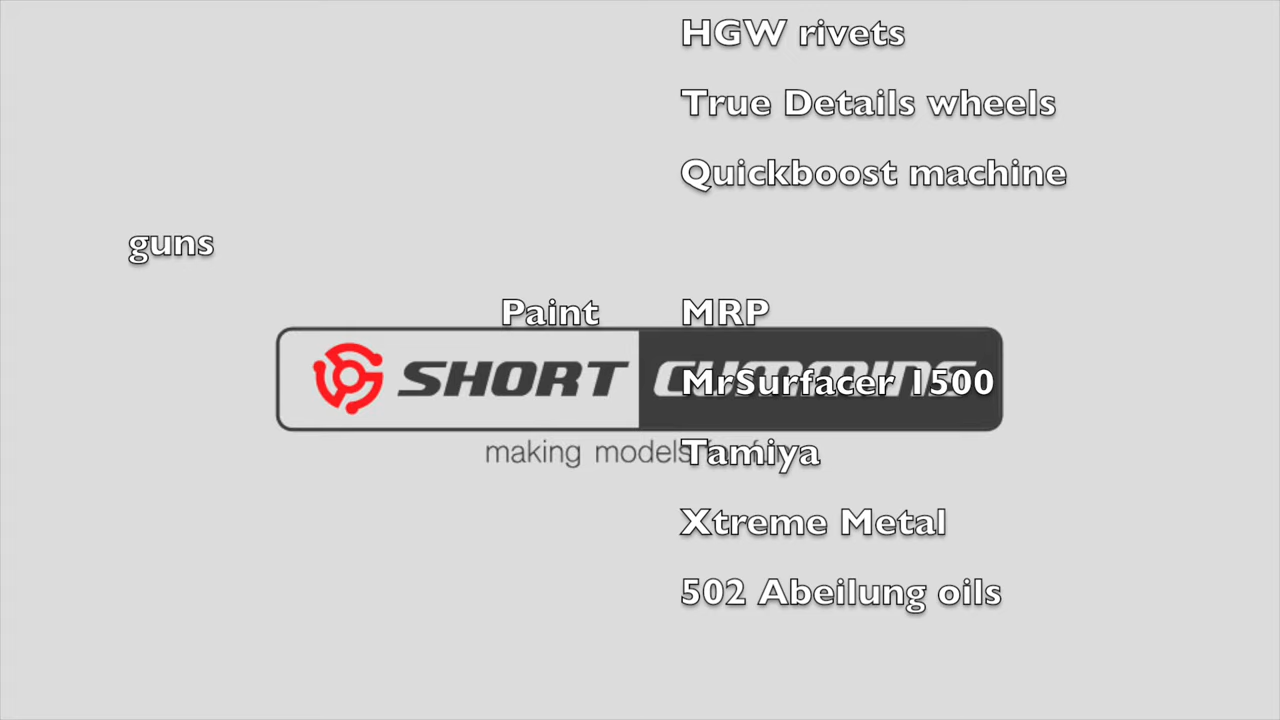 HGW rivets
True Details wheels
Quickboost machine
guns
Paint MRP
SHORT CUMMINS
MrSurfacer 1500
making models
Tamiya
Xtreme Metal
502 Abeilung oils